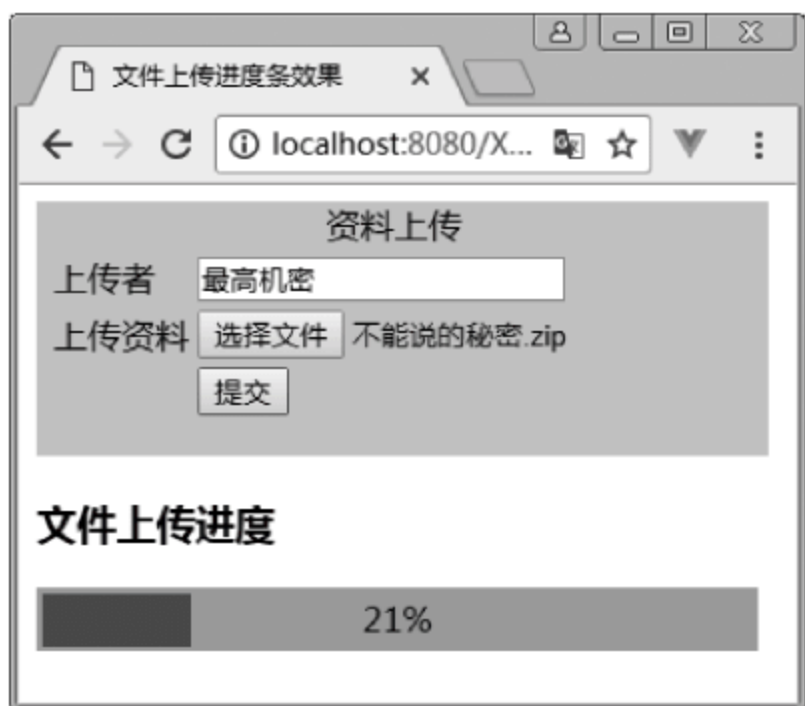 文件上传进度条效果
localhost:8080/X...
资料上传
上传者 最高机密
上传资料 选择文件 不能说的秘密.zip
提交
文件上传进度
21%